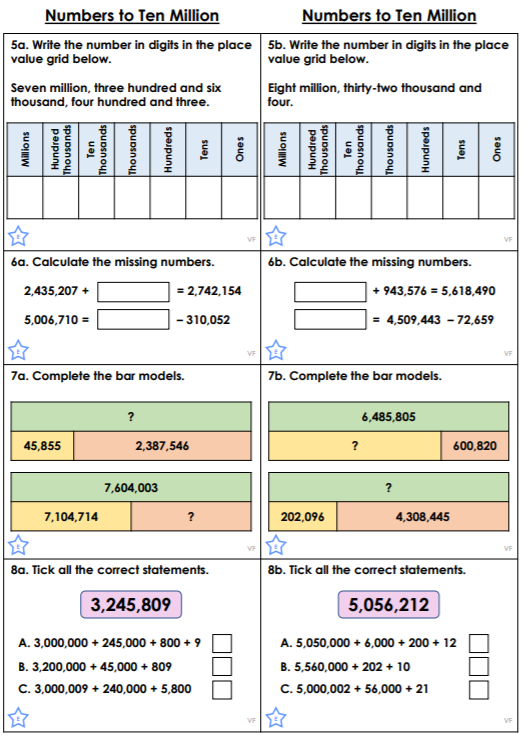 Numbers to Ten Million
Numbers to Ten Million
5a. Write the number in digits in the place
value grid below.
Seven million, three hundred and six
thousand, four hundred and three.
Millions
Hundred
Thousands
Ten
Thousands
Thousands
Hundreds
Tens
Ones
E
VF
5b. Write the number in digits in the place
value grid below.
Eight million, thirty-two thousand and
four.
Millions
Hundred
Thousands
Ten
Thousands
Thousands
Hundreds
Tens
Ones
E
VF
6a. Calculate the missing numbers.
2,435,207 + = 2,742,154
5,006,710 = – 310,052
E
VF
6b. Calculate the missing numbers.
+ 943,576 = 5,618,490
= 4,509,443 – 72,659
E
VF
7a. Complete the bar models.
?
45,855 2,387,546
7,604,003
7,104,714 ?
E
VF
7b. Complete the bar models.
6,485,805
? 600,820
?
202,096 4,308,445
E
VF
8a. Tick all the correct statements.
3,245,809
A. 3,000,000 + 245,000 + 800 + 9
B. 3,200,000 + 45,000 + 809
C. 3,000,009 + 240,000 + 5,800
E
VF
8b. Tick all the correct statements.
5,056,212
A. 5,050,000 + 6,000 + 200 + 12
B. 5,560,000 + 202 + 10
C. 5,000,002 + 56,000 + 21
E
VF